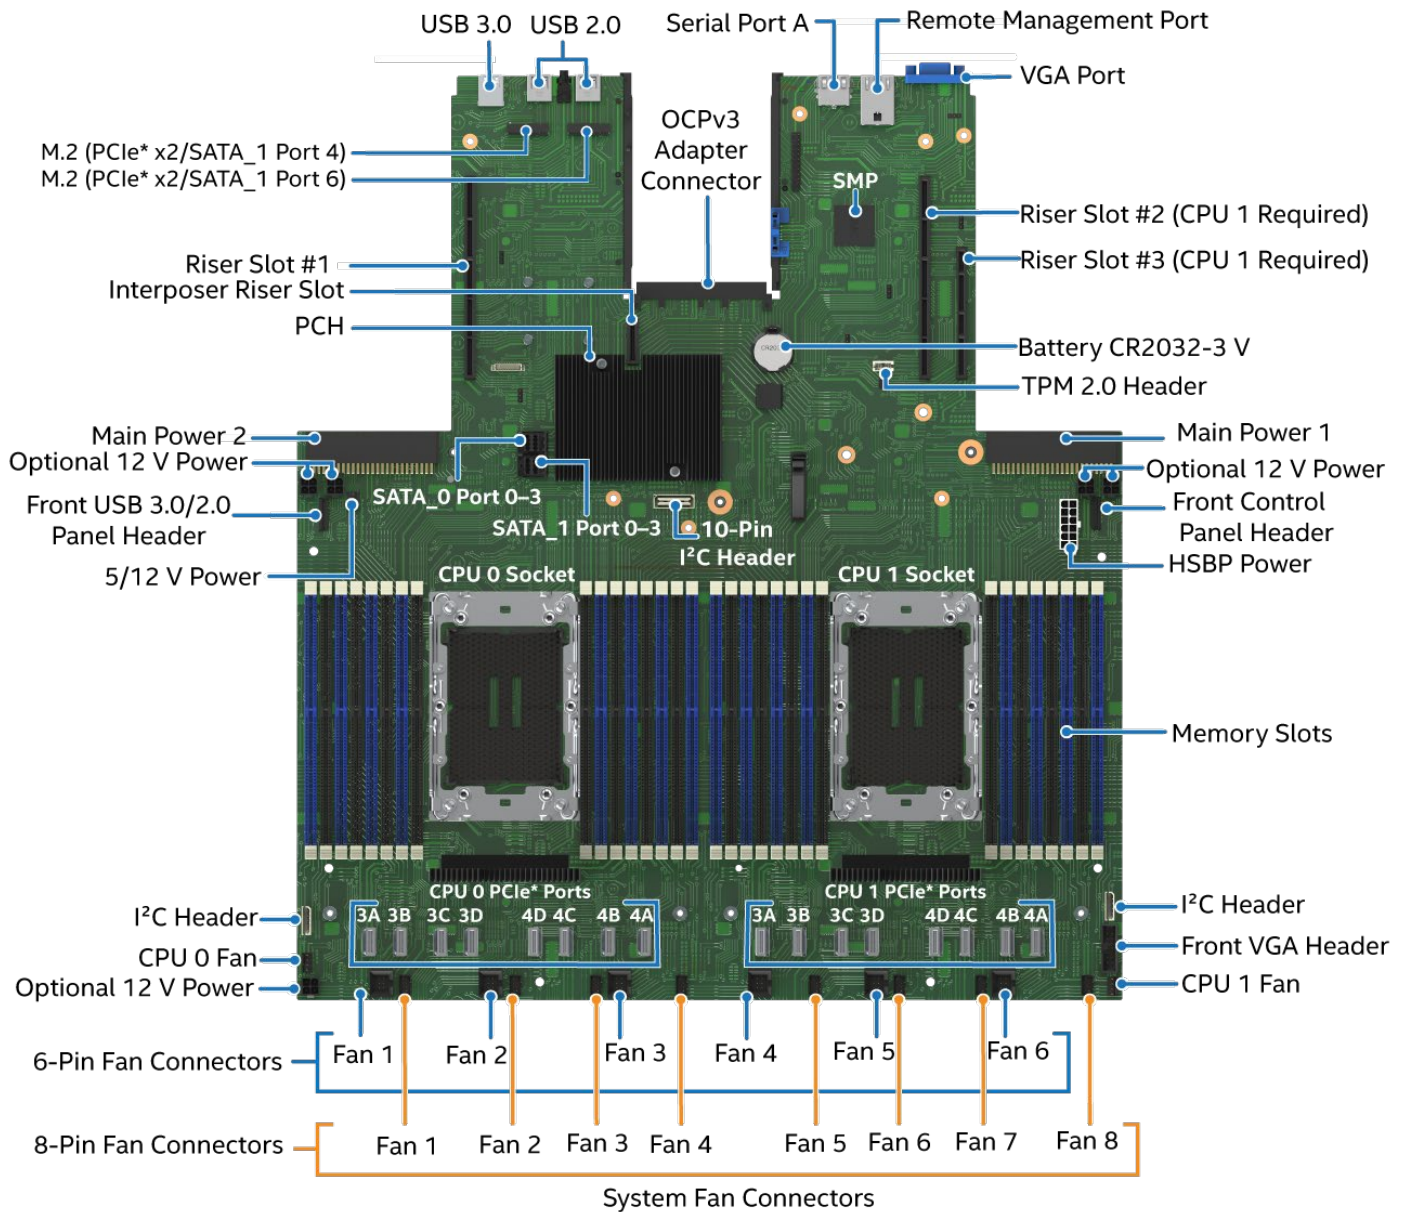 USB 3.0
USB 2.0
Serial Port A
Remote Management Port
VGA Port
OCPv3
Adapter
Connector
M.2 (PCIe* x2/SATA_1 Port 4)
M.2 (PCIe* x2/SATA_1 Port 6)
SMP
Riser Slot #2 (CPU 1 Required)
Riser Slot #1
Riser Slot #3 (CPU 1 Required)
Interposer Riser Slot
PCH
Battery CR2032-3 V
TPM 2.0 Header
Main Power 2
Main Power 1
Optional 12 V Power
Optional 12 V Power
SATA_0 Port 0–3
Front USB 3.0/2.0
Panel Header
Front Control
Panel Header
SATA_1 Port 0–3
10-Pin
I²C Header
HSBP Power
5/12 V Power
CPU 0 Socket
CPU 1 Socket
Memory Slots
CPU 0 PCIe* Ports
CPU 1 PCIe* Ports
3A 3B 3C 3D 4D 4C 4B 4A
3A 3B 3C 3D 4D 4C 4B 4A
I²C Header
I²C Header
CPU 0 Fan
Front VGA Header
Optional 12 V Power
CPU 1 Fan
6-Pin Fan Connectors
Fan 1
Fan 2
Fan 3
Fan 4
Fan 5
Fan 6
8-Pin Fan Connectors
Fan 1
Fan 2
Fan 3
Fan 4
Fan 5
Fan 6
Fan 7
Fan 8
System Fan Connectors